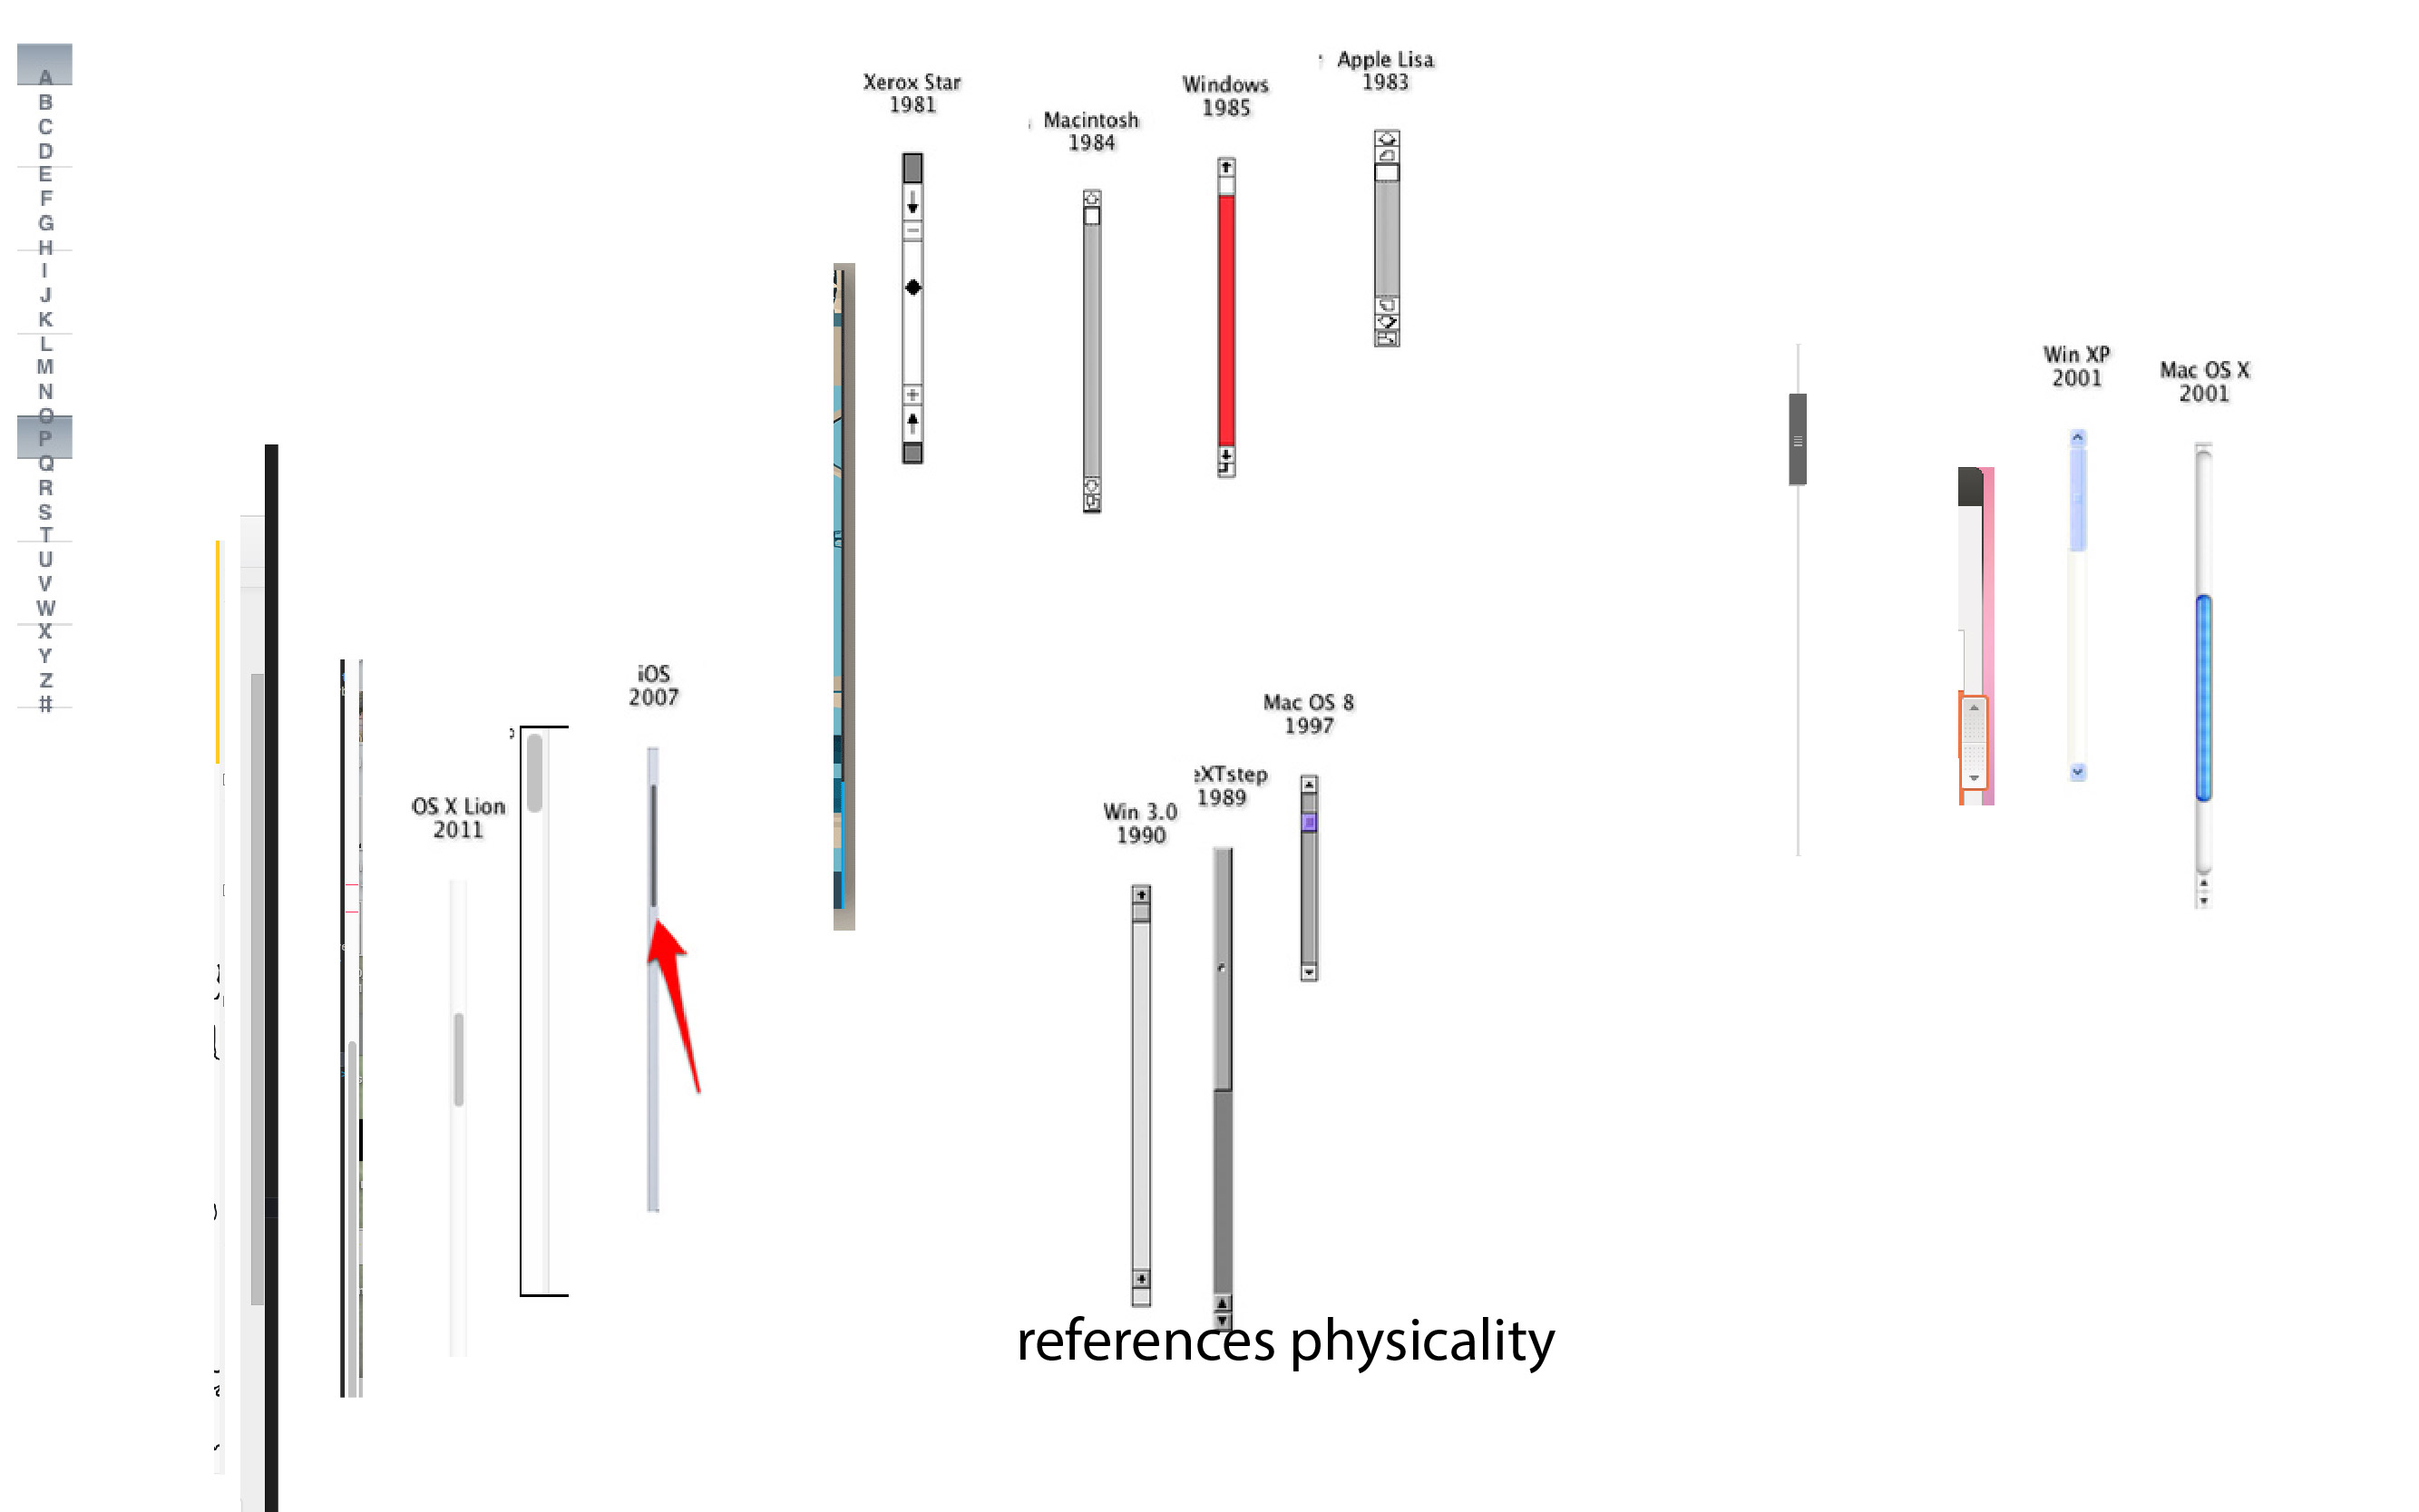 A
B
C
D
E
F
G
H
I
J
K
L
M
N
O
P
Q
R
S
T
U
V
W
X
Y
Z
#
Xerox Star
1981
Macintosh
1984
Windows
1985
Apple Lisa
1983
Win XP
2001
Mac OS X
2001
iOS
2007
OS X Lion
2011
Mac OS 8
1997
eXTstep
1989
Win 3.0
1990
references physicality